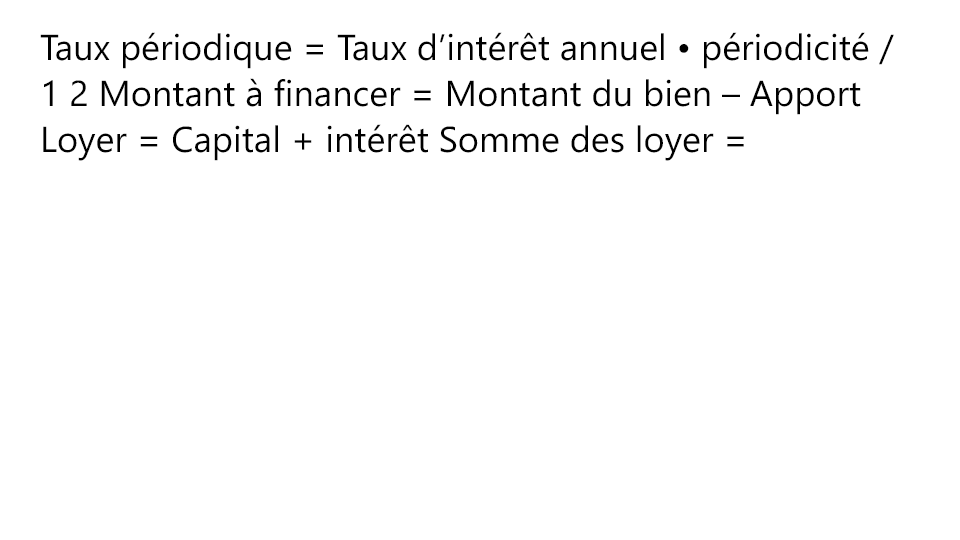 Taux périodique = Taux d’intérêt annuel • périodicité /
1 2 Montant à financer = Montant du bien – Apport
Loyer = Capital + intérêt Somme des loyer =